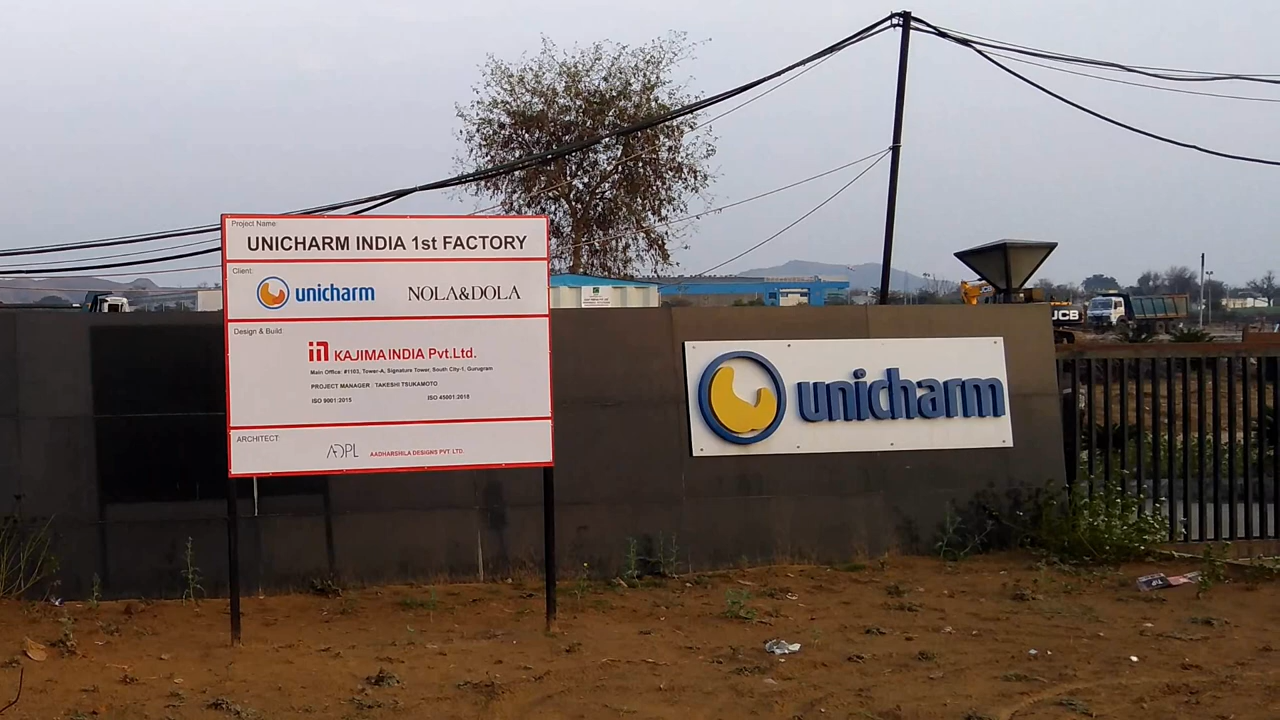 Project Name:
UNICHARM INDIA 1st FACTORY
Client:
unicharm NOLA&DOLA
Design & Build
KAJIMA INDIA Pvt.Ltd.
Main Office: #1103, Tower-A, Signature Tower, South City-1, Gurugram
PROJECT MANAGER : TAKESHI TSUKAMOTO
ISO 9001:2015 ISO 45001:2018
ARCHITECT:
ADPL AADHARSHILA DESIGNS PVT. LTD.
unicharm
JCB